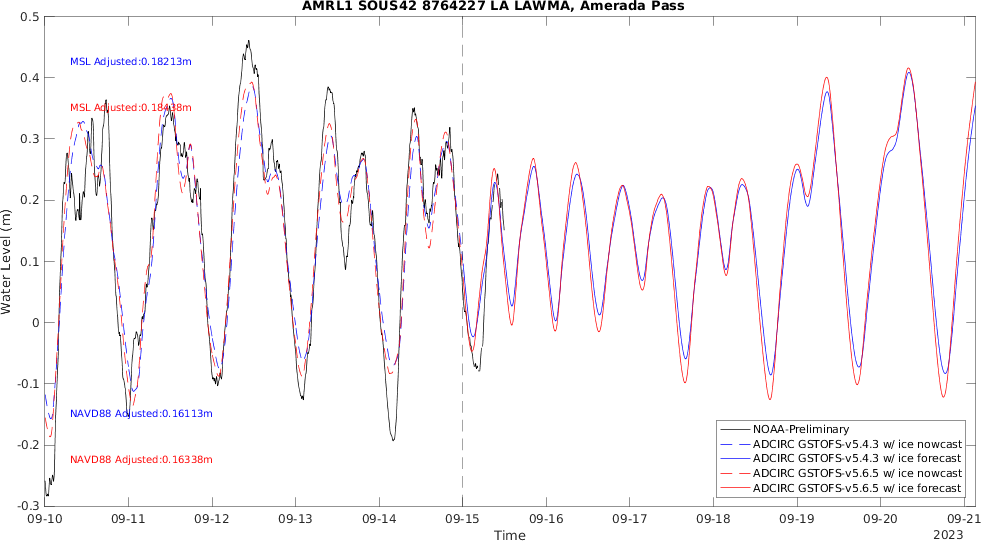 AMRL1 SOUS42 8764227 LA LAWMA, Amerada Pass
0.5
0.4
0.3
0.2
0.1
0
-0.1
-0.2
-0.3
Water Level (m)
MSL Adjusted:0.18213m
MSL Adjusted:0.18438m
NAVD88 Adjusted:0.16113m
NAVD88 Adjusted:0.16338m
NOAA-Preliminary
ADCIRC GSTOFS-v5.4.3 w/ ice nowcast
ADCIRC GSTOFS-v5.4.3 w/ ice forecast
ADCIRC GSTOFS-v5.6.5 w/ ice nowcast
ADCIRC GSTOFS-v5.6.5 w/ ice forecast
09-10 09-11 09-12 09-13 09-14 09-15 09-16 09-17 09-18 09-19 09-20 09-21
Time
2023